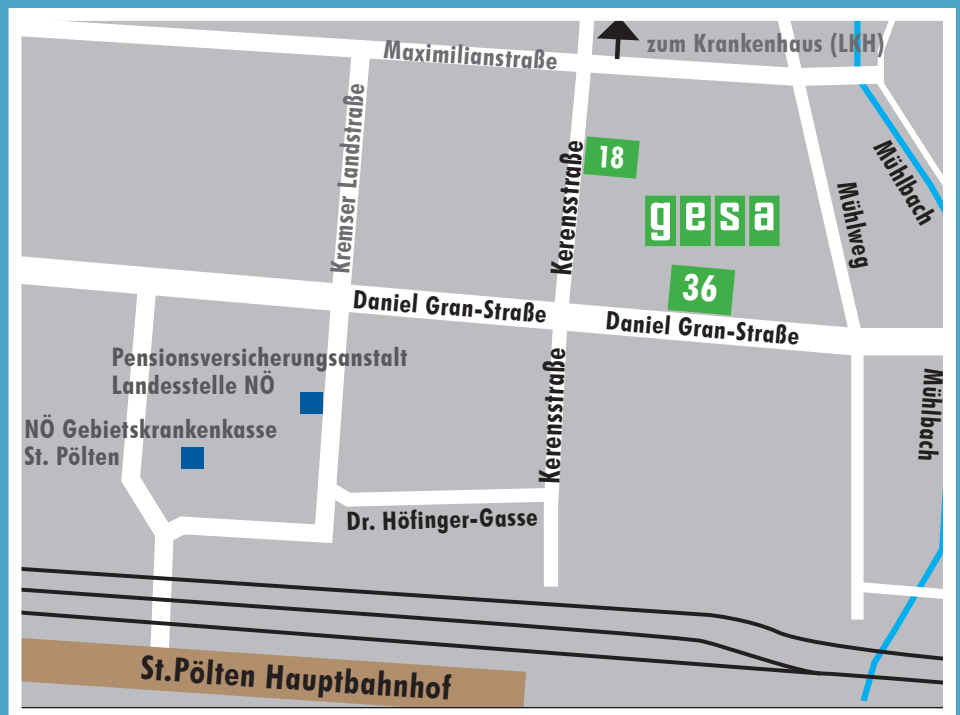 Maximilianstraße
zum Krankenhaus (LKH)
Kremser Landstraße
Kerensstraße
18
gesa
Mühlbach
Mühlweg
36
Daniel Gran-Straße
Daniel Gran-Straße
Pensionsversicherungsanstalt
Landesstelle NÖ
NÖ Gebietskrankenkasse
St. Pölten
Kerensstraße
Mühlbach
Dr. Höfinger-Gasse
St.Pölten Hauptbahnhof